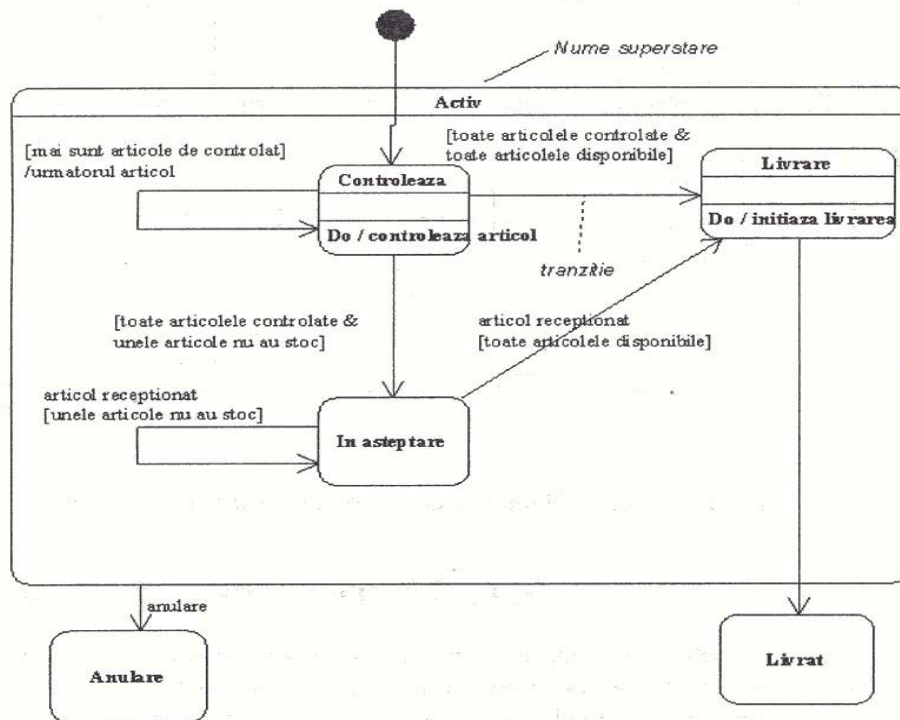 Nume superstare
Activ
[mai sunt articole de controlat]
/urmatorul articol
[toate articolele controlate &
toate articolele disponibile]
Controleaza
Do / controleaza articol
Livrare
Do / initiaza livrarea
tranzitie
[toate articolele controlate &
unele articole nu au stoc]
articol receptionat
[toate articolele disponibile]
articol receptionat
[unele articole nu au stoc]
In asteptare
anulare
Anulare
Livrat